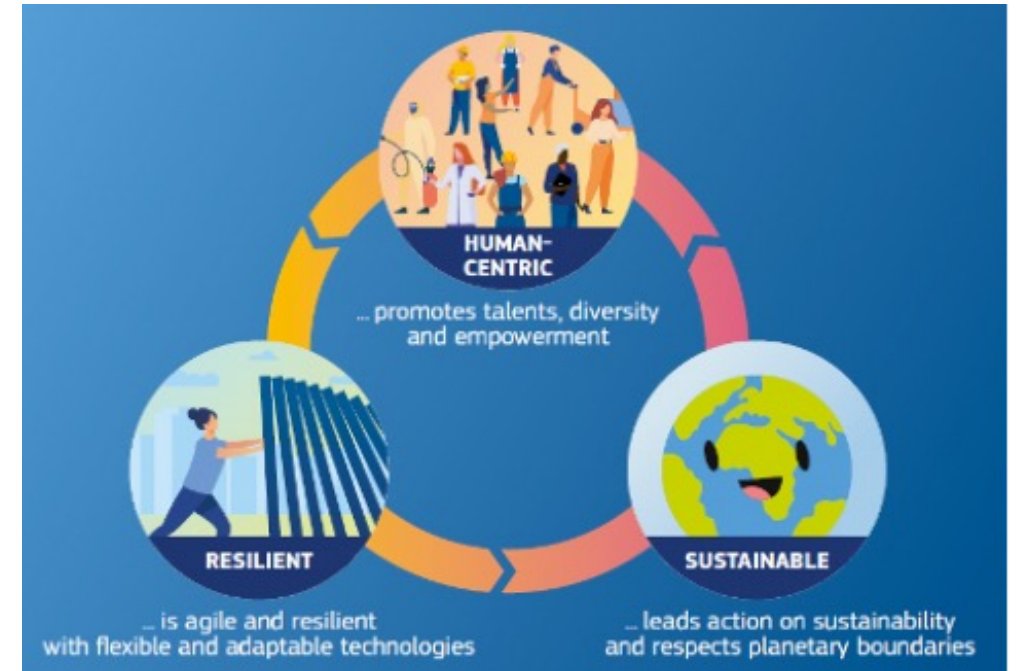 HUMAN-
CENTRIC
... promotes talents, diversity
and empowerment
RESILIENT
... is agile and resilient
with flexible and adaptable technologies
SUSTAINABLE
... leads action on sustainability
and respects planetary boundaries